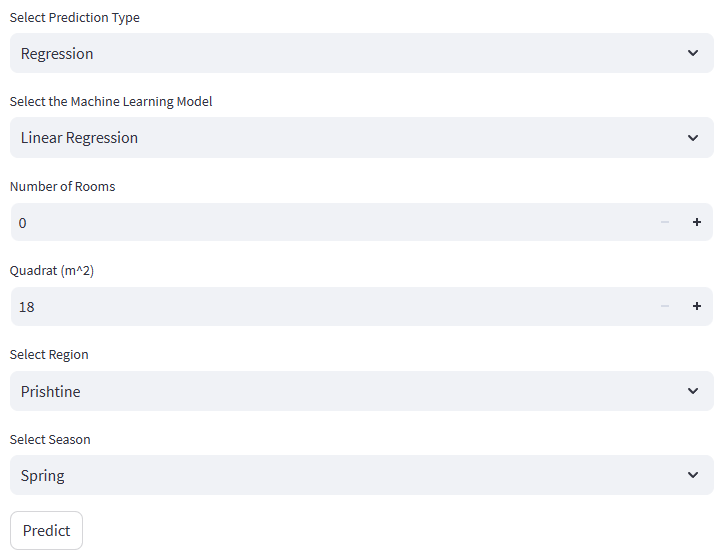 Select Prediction Type
Regression
Select the Machine Learning Model
Linear Regression
Number of Rooms
0
Quadrat (m^2)
18
Select Region
Prishtine
Select Season
Spring
Predict